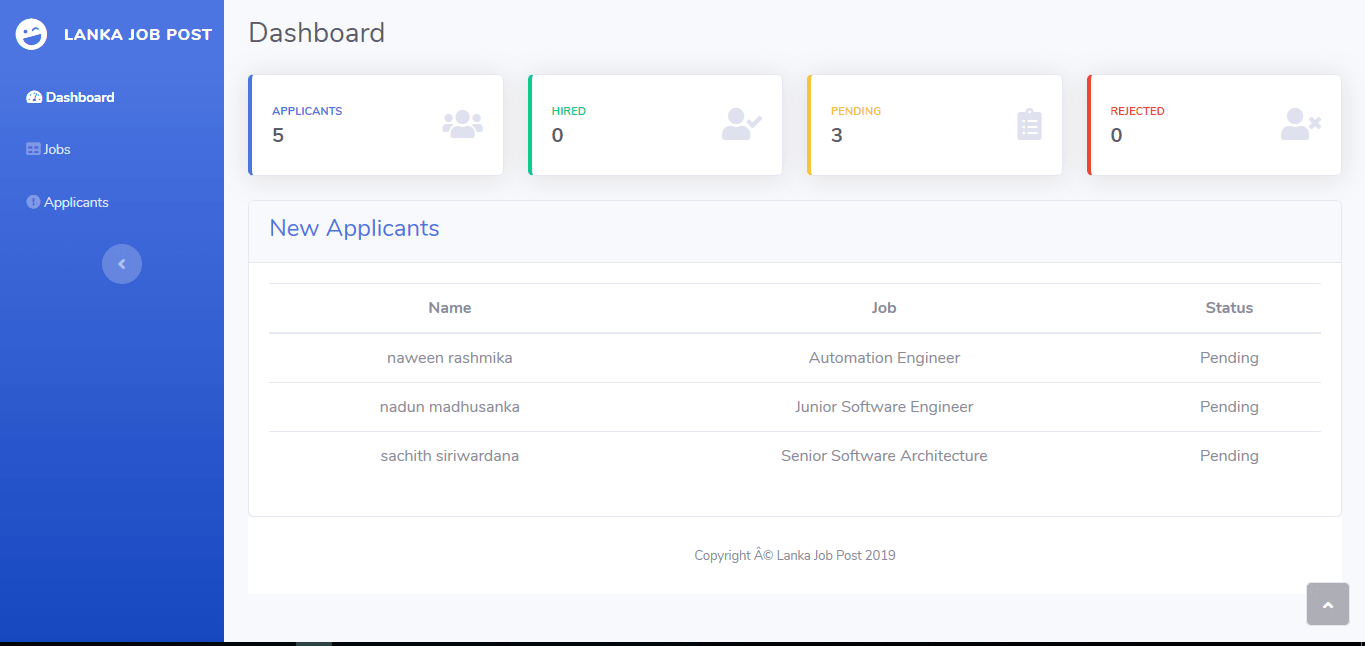 LANKA JOB POST
Dashboard
Jobs
Applicants
Dashboard
APPLICANTS
5
HIRED
0
PENDING
3
REJECTED
0
New Applicants
Name Job Status
naween rashmika Automation Engineer Pending
nadun madhusanka Junior Software Engineer Pending
sachith siriwardana Senior Software Architecture Pending
Copyright Â© Lanka Job Post 2019